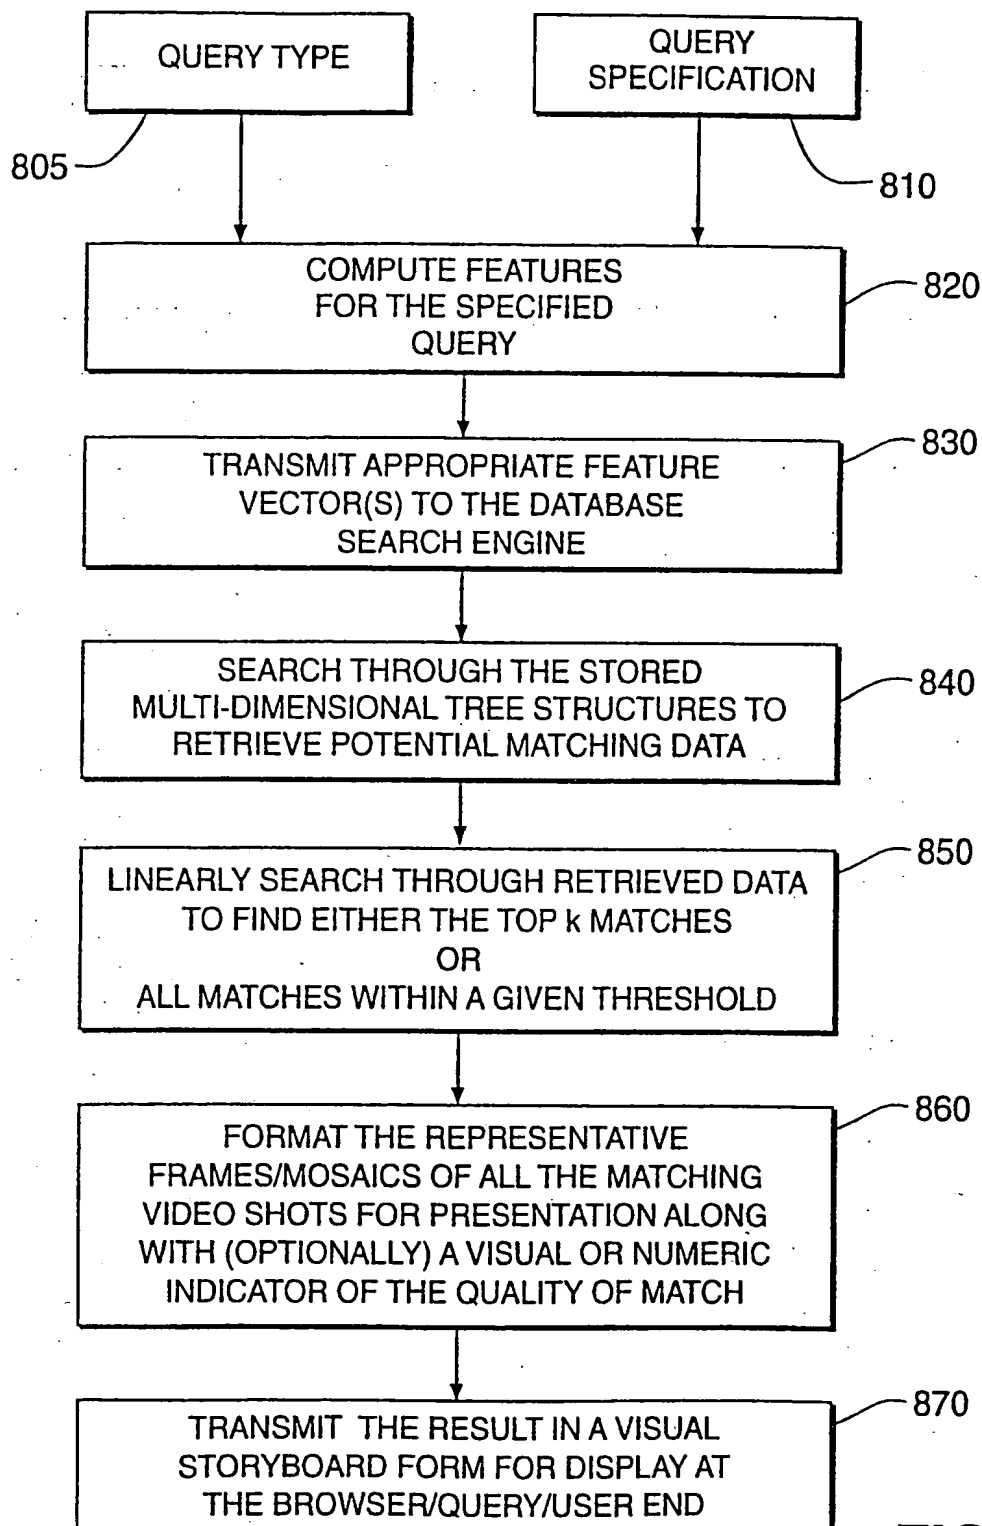 QUERY TYPE
QUERY
SPECIFICATION
805
810
COMPUTE FEATURES
FOR THE SPECIFIED
QUERY
820
TRANSMIT APPROPRIATE FEATURE
VECTOR(S) TO THE DATABASE
SEARCH ENGINE
830
SEARCH THROUGH THE STORED
MULTI-DIMENSIONAL TREE STRUCTURES TO
RETRIEVE POTENTIAL MATCHING DATA
840
LINEARLY SEARCH THROUGH RETRIEVED DATA
TO FIND EITHER THE TOP k MATCHES
OR
ALL MATCHES WITHIN A GIVEN THRESHOLD
850
FORMAT THE REPRESENTATIVE
FRAMES/MOSAICS OF ALL THE MATCHING
VIDEO SHOTS FOR PRESENTATION ALONG
WITH (OPTIONALLY) A VISUAL OR NUMERIC
INDICATOR OF THE QUALITY OF MATCH
860
TRANSMIT THE RESULT IN A VISUAL
STORYBOARD FORM FOR DISPLAY AT
THE BROWSER/QUERY/USER END
870